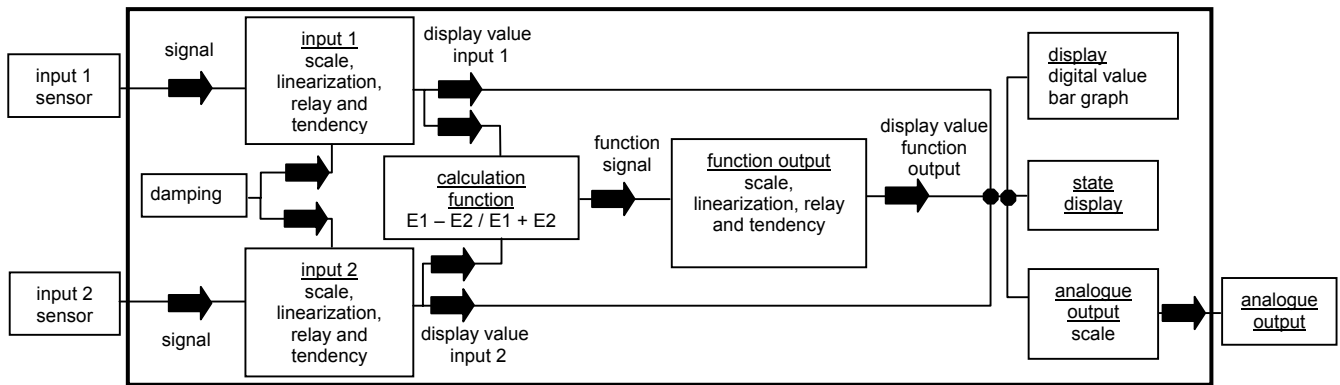 input 1
sensor
signal
input 1
scale,
linearization,
relay and
tendency
display value
input 1
damping
calculation
function
E1 – E2 / E1 + E2
function
signal
function output
scale,
linearization, relay
and tendency
display value
function
output
display
digital value
bar graph
state
display
input 2
sensor
signal
input 2
scale,
linearization,
relay and
tendency
display value
input 2
analogue
output
scale
analogue
output